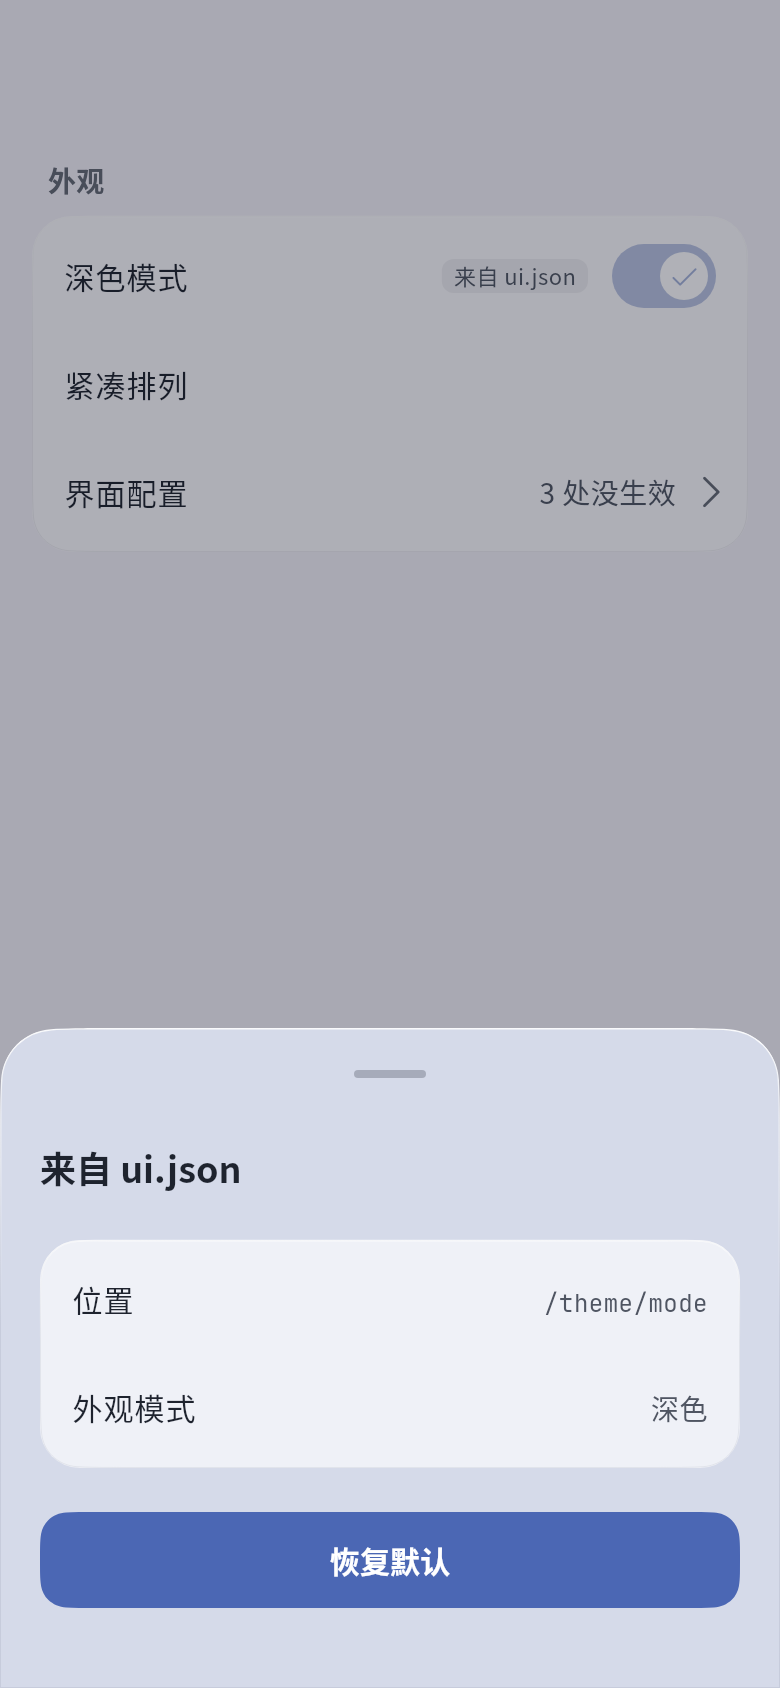 外观
深色模式 来自 ui.json
紧凑排列
界面配置 3 处没生效
来自 ui.json
位置 /theme/mode
外观模式 深色
恢复默认